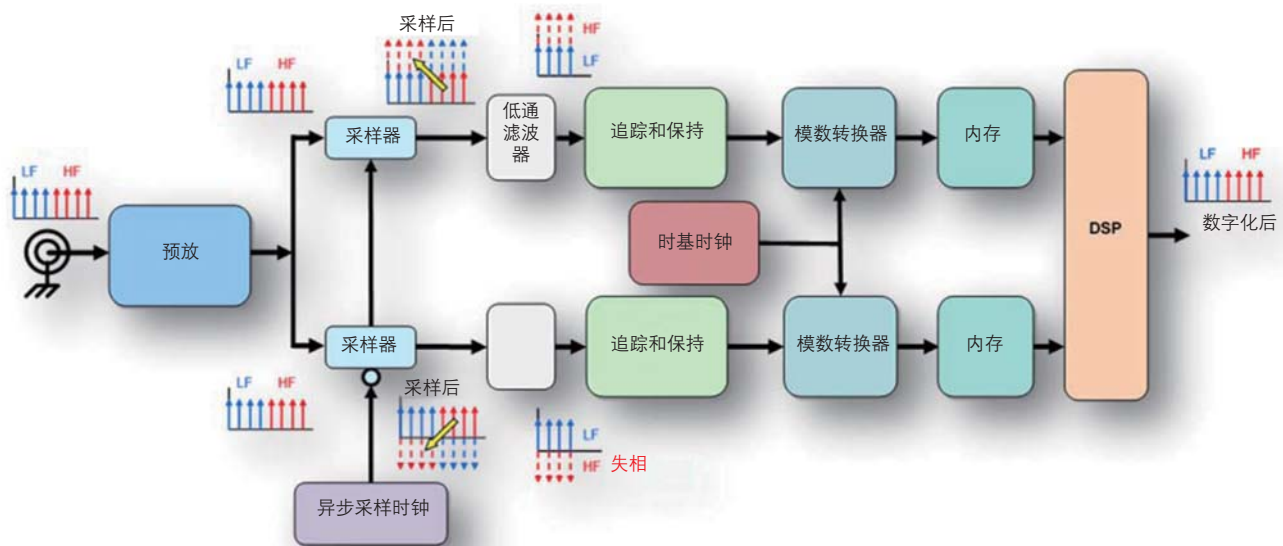 采样后
HF
LF
LF HF
采样器
低通
滤波
器
追踪和保持
模数转换器
内存
LF HF
预放
时基时钟
DSP
LF HF
数字化后
采样器
追踪和保持
模数转换器
内存
LF HF
采样后
LF
HF 失相
异步采样时钟